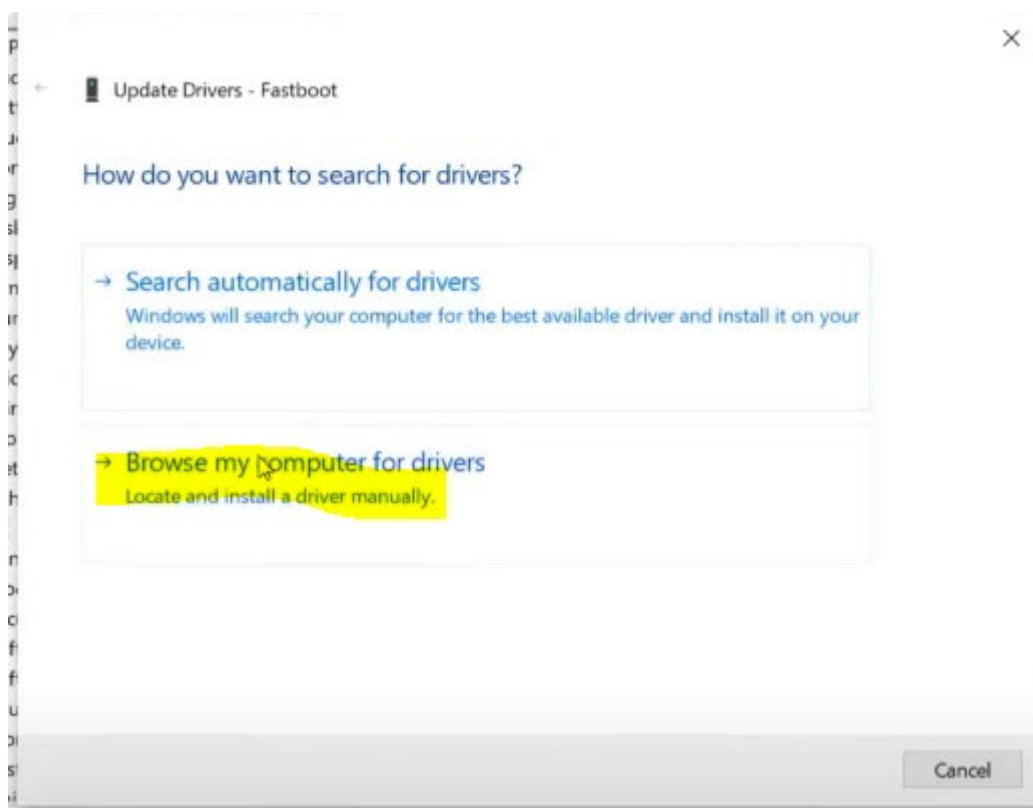 Update Drivers - Fastboot
How do you want to search for drivers?
Search automatically for drivers
Windows will search your computer for the best available driver and install it on your
device.
Browse my computer for drivers
Locate and install a driver manually.
Cancel